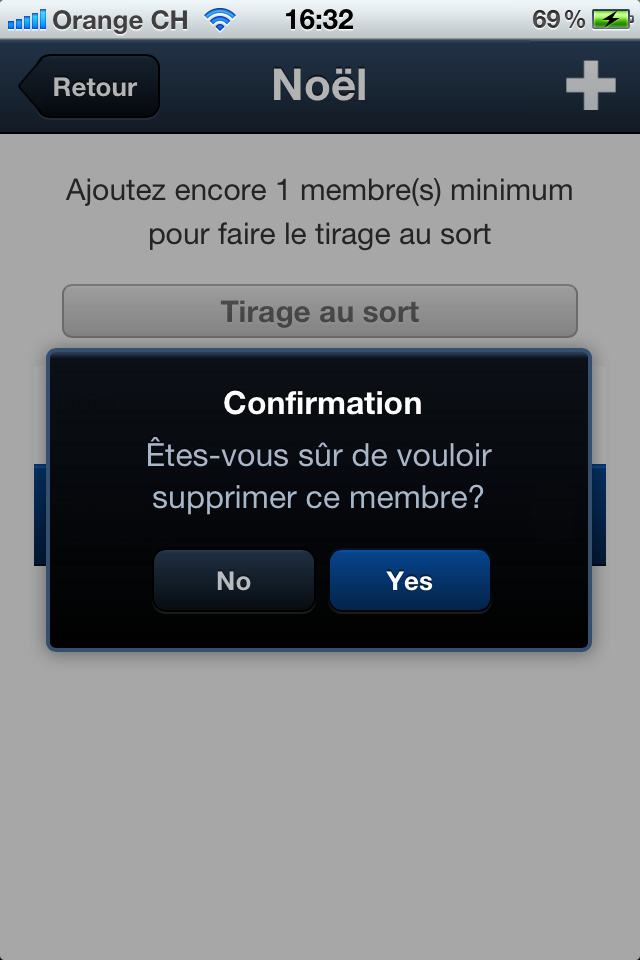 Orange CH 16:32 69 %
Retour Noël
Ajoutez encore 1 membre(s) minimum
pour faire le tirage au sort
Tirage au sort
Confirmation
Êtes-vous sûr de vouloir
supprimer ce membre?
No Yes